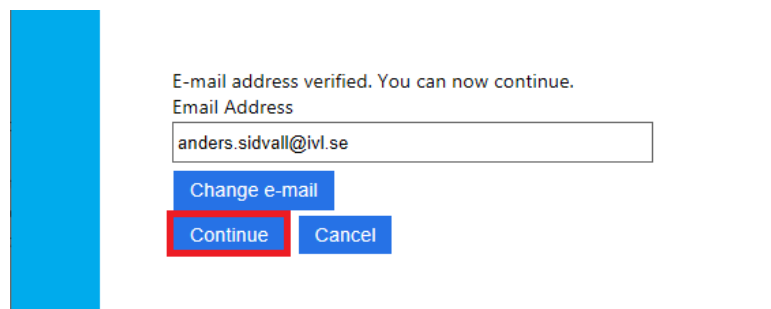 E-mail address verified. You can now continue.
Email Address
anders.sidvall@ivl.se
Change e-mail
Continue Cancel